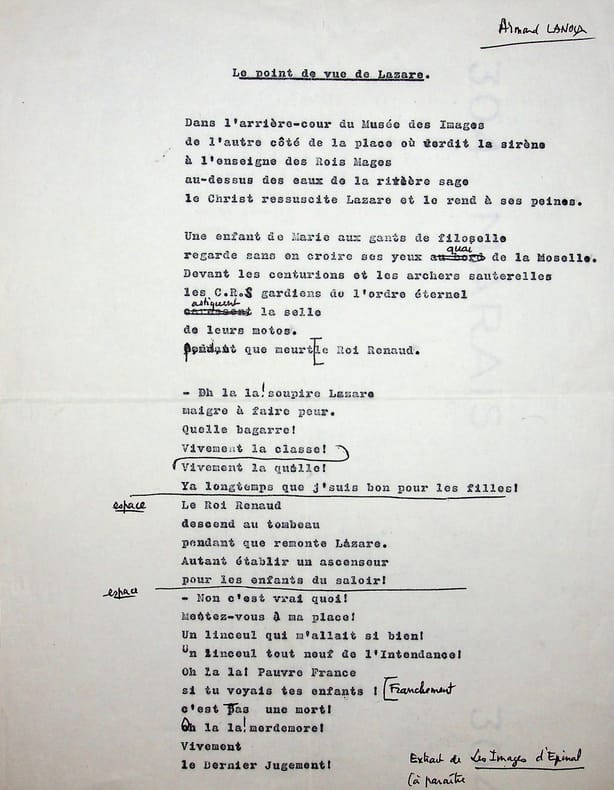 Armand LANOUX
Le point de vue de Lazare.
Dans l'arrière-cour du Musée des Images
de l'autre côté de la place où verdit la sirène
à l'enseigne des Rois Mages
au-dessus des eaux de la rivière sage
le Christ ressuscite Lazare et le rend à ses peines.
Une enfant de Marie aux gants de filoselle
quai
regarde sans en croire ses yeux au bord de la Moselle.
Devant les centurions et les archers sauterelles
les C.R.S gardiens de l'ordre éternel
astiquent
la selle
de leurs motos.
pendant que meurt le Roi Renaud.
- Oh la la! soupire Lazare
maigre à faire peur.
Quelle bagarre!
Vivement la classe!
Vivement la quille!
Ya longtemps que j'suis bon pour les filles!
espace
Le Roi Renaud
descend au tombeau
pendant que remonte Lazare.
Autant établir un ascenseur
pour les enfants du saloir!
espace
- Non c'est vrai quoi!
Mettez-vous à ma place!
Un linceul qui m'allait si bien!
Un linceul tout neuf de l'Intendance!
Oh la la! Pauvre France
si tu voyais tes enfants ! [Franchement
c'est pas une mort!
Oh la la! merdemore!
Vivement
le Dernier Jugement!
Extrait de Les Images d'Epinal
(à paraître